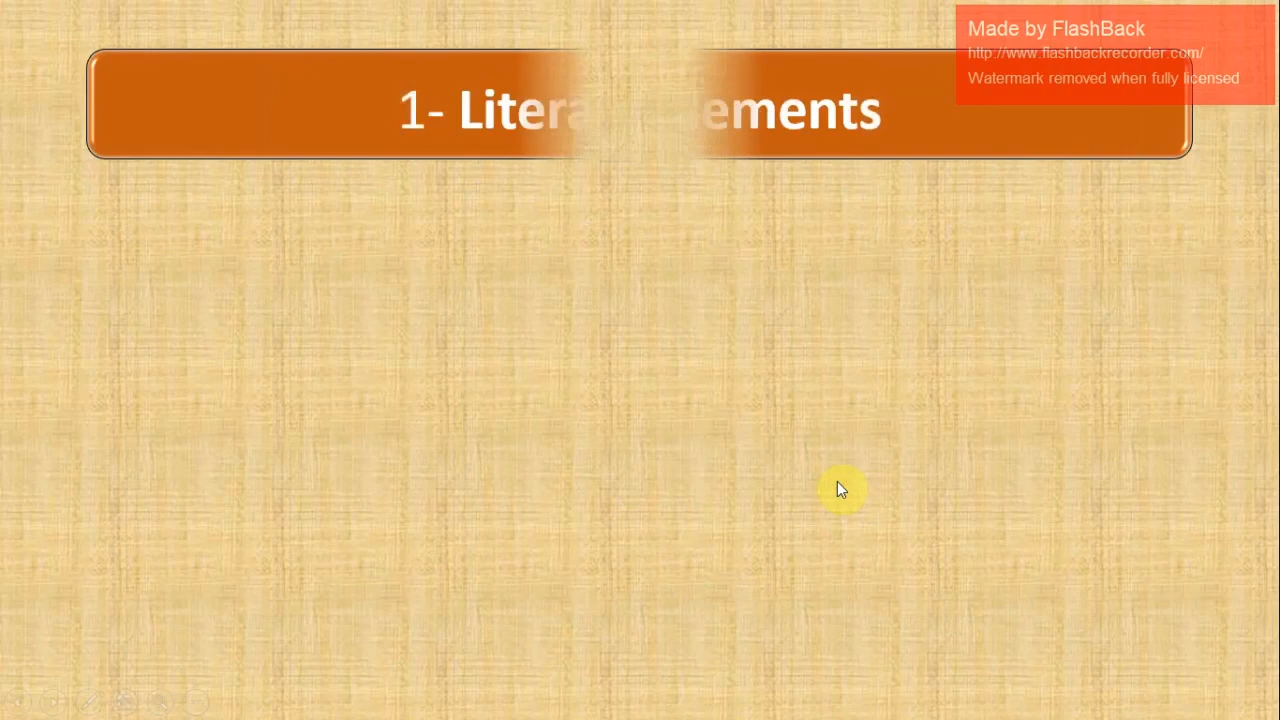 1- Litera ements
Made by FlashBack
http://www.flashbackrecorder.com/
Watermark removed when fully licensed